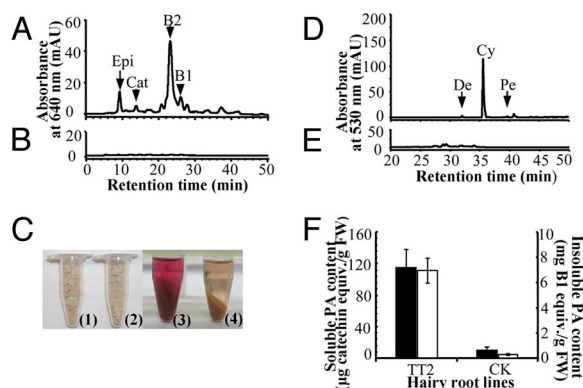 A
Absorbance
at 640 nm (mAU)
60
40
20
0
Epi
Cat
B2
B1
B
20
0
0 10 20 30 40 50
Retention time (min)
D
Absorbance
at 530 nm (mAU)
300
200
150
100
50
0
De
Cy
Pe
E
50
0
20 25 30 35 40 45 50
Retention time (min)
C
(1)
(2)
(3)
(4)
F
Soluble PA content
(µg catechin equiv./g FW)
160
120
80
40
0
10
8
6
4
2
0
Insoluble PA content
(mg B1 equiv./g FW)
TT2 CK
Hairy root lines